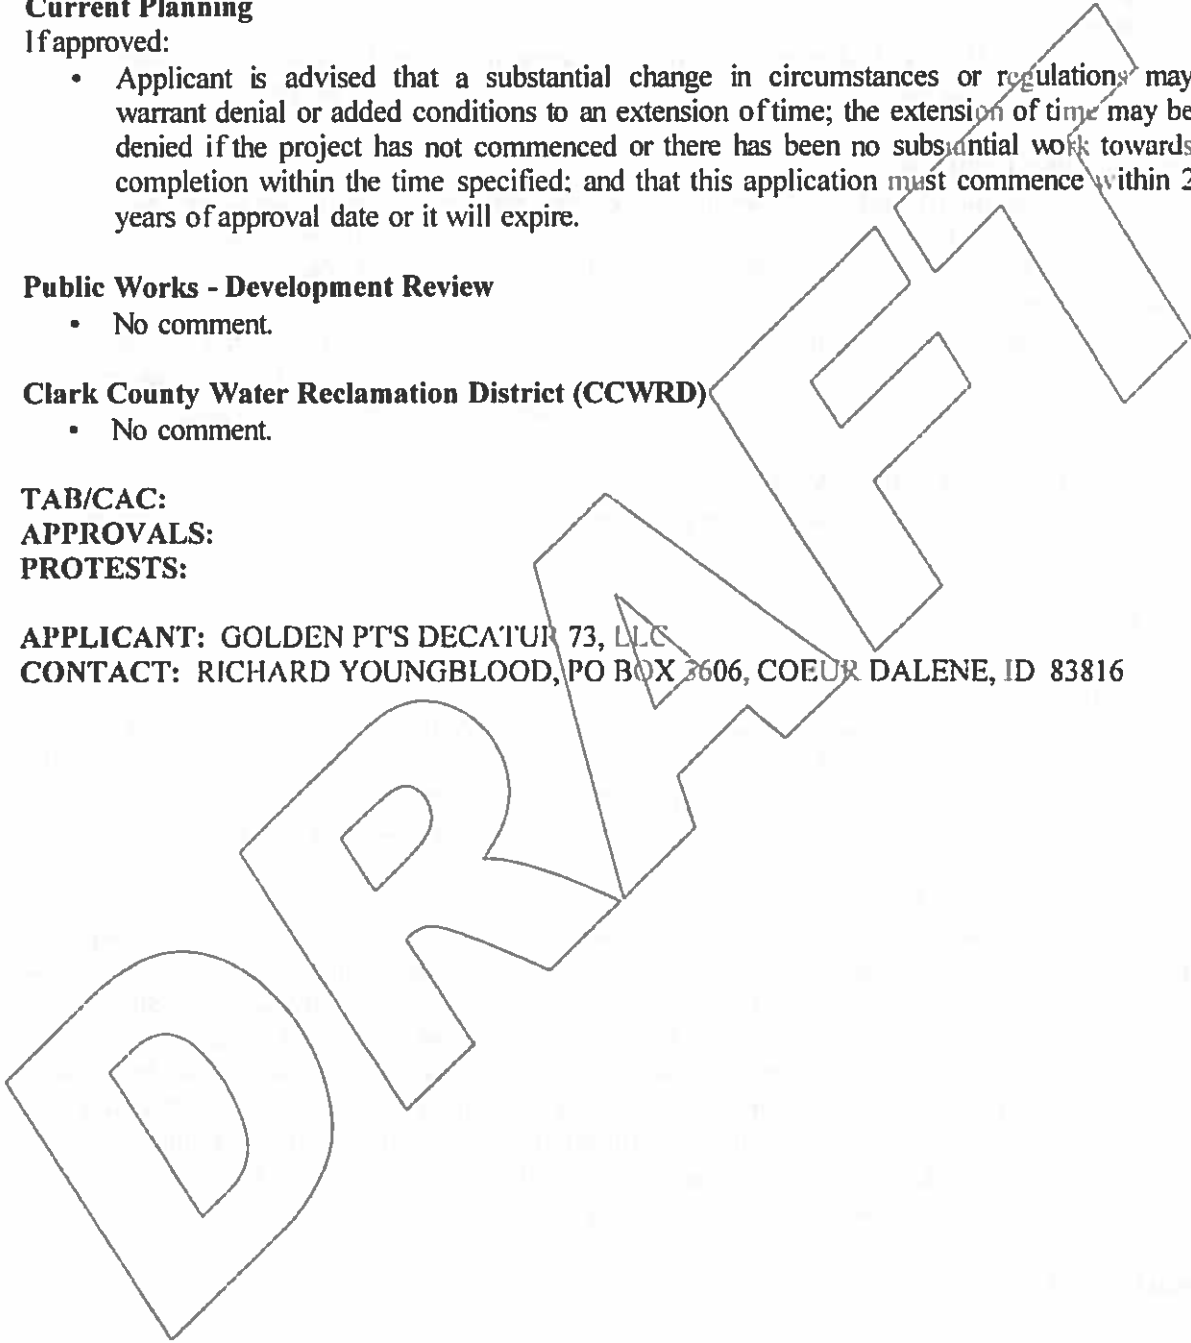 Current Planning
If approved:
• Applicant is advised that a substantial change in circumstances or regulations may
warrant denial or added conditions to an extension of time; the extension of time may be
denied if the project has not commenced or there has been no substantial work towards
completion within the time specified; and that this application must commence within 2
years of approval date or it will expire.
Public Works - Development Review
• No comment.
Clark County Water Reclamation District (CCWRD)
• No comment.
TAB/CAC:
APPROVALS:
PROTESTS:
APPLICANT: GOLDEN PTS DECATUR 73, LLC
CONTACT: RICHARD YOUNGBLOOD, PO BOX 3606, COEUR DALENE, ID 83816
DRAFT